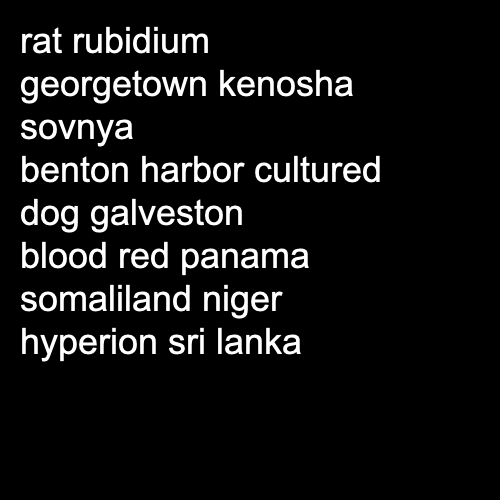 rat rubidium
georgetown kenosha
sovnya
benton harbor cultured
dog galveston
blood red panama
somaliland niger
hyperion sri lanka